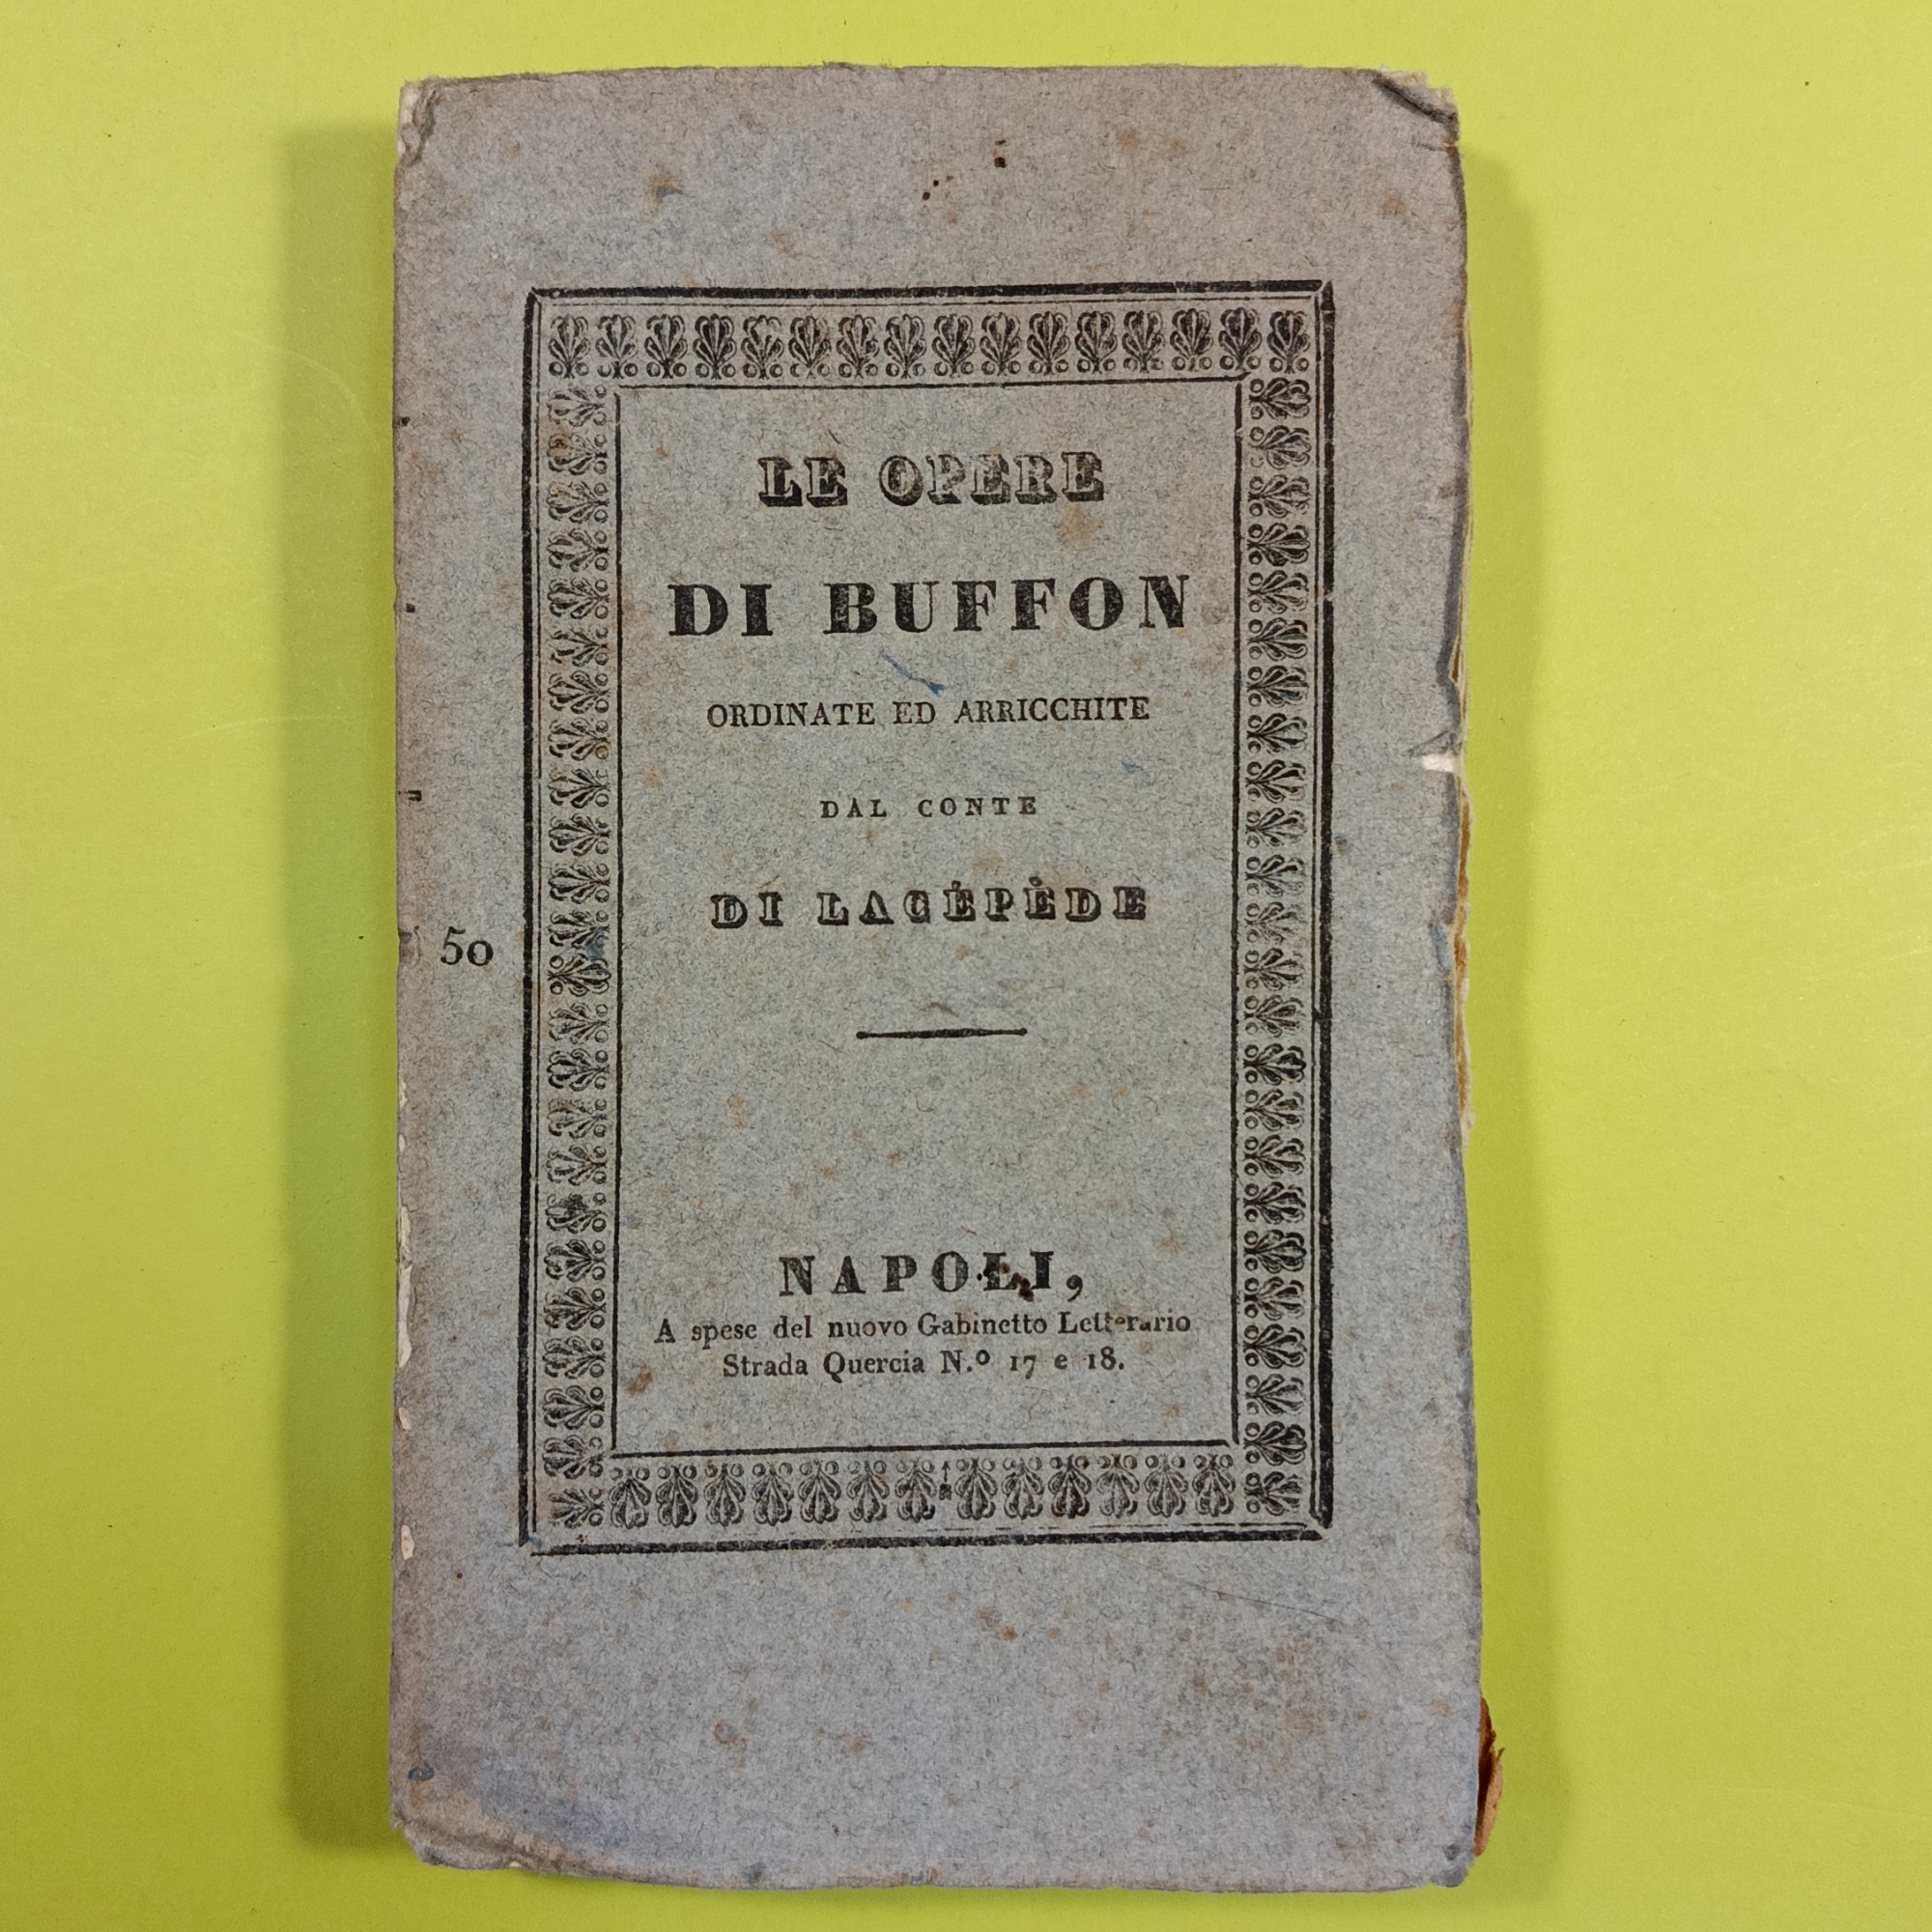 LE OPERE
DI BUFFON
ORDINATE ED ARRICCHITE
DAL CONTE
DI LACÉPÈDE
50
NAPOLI,
A spese del nuovo Gabinetto Letterario
Strada Quercia N.º 17 e 18.